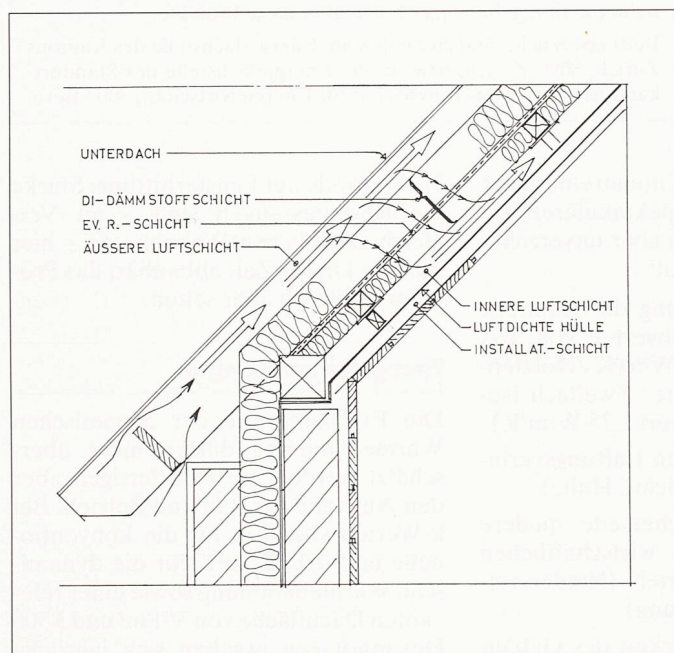 UNTERDACH
DI-DÄMMSTOFFSCHICHT
EV. R.-SCHICHT
ÄUSSERE LUFTSCHICHT
INNERE LUFTSCHICHT
LUFTDICHTE HÜLLE
INSTALLAT.-SCHICHT